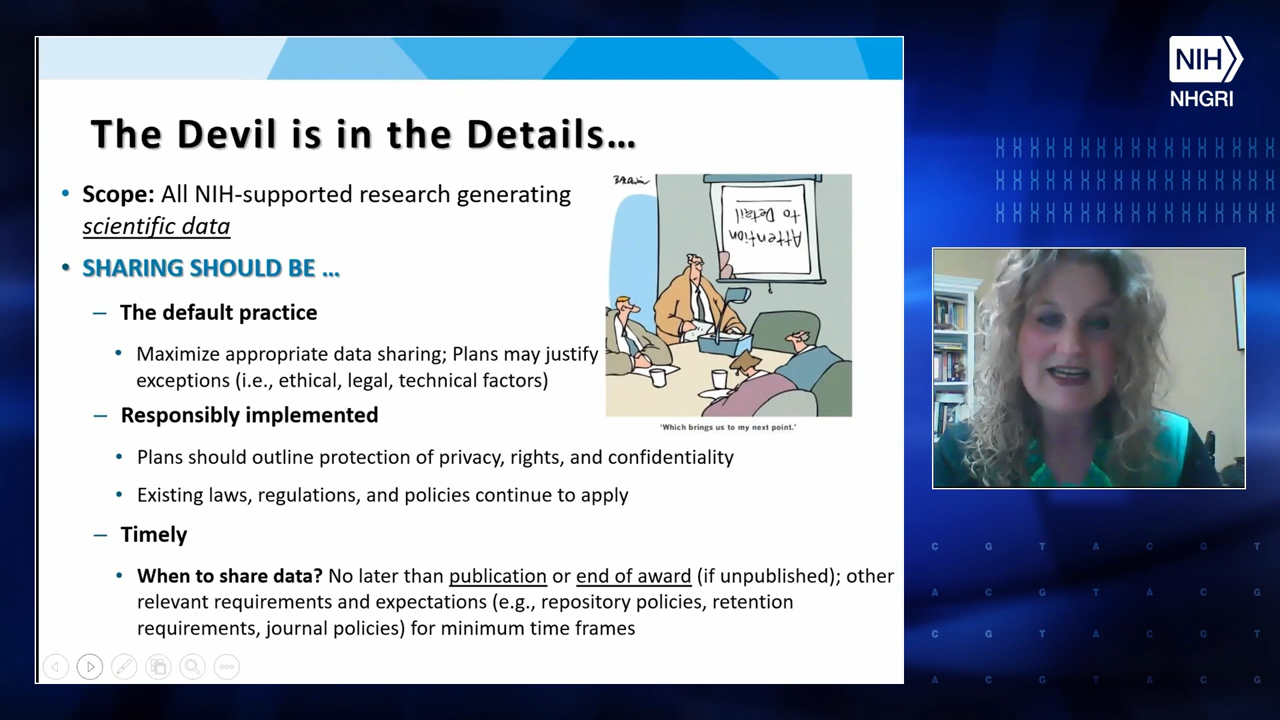 NIH
NHGRI
The Devil is in the Details…
• Scope: All NIH-supported research generating
scientific data
• SHARING SHOULD BE …
– The default practice
• Maximize appropriate data sharing; Plans may justify
exceptions (i.e., ethical, legal, technical factors)
– Responsibly implemented
• Plans should outline protection of privacy, rights, and confidentiality
• Existing laws, regulations, and policies continue to apply
– Timely
• When to share data? No later than publication or end of award (if unpublished); other
relevant requirements and expectations (e.g., repository policies, retention
requirements, journal policies) for minimum time frames
Attention
to Detail
'Which brings us to my next point.'
C G T A C G T
A C G T A C G
C G T A C G T
A C G T A C G